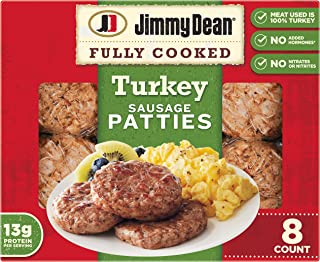 JD
Jimmy Dean®
FULLY COOKED
Turkey
SAUSAGE
PATTIES
MEAT USED IS
100% TURKEY
NO ADDED
HORMONES*
NO NITRATES
OR NITRITES
13g
PROTEIN
PER SERVING
8
COUNT